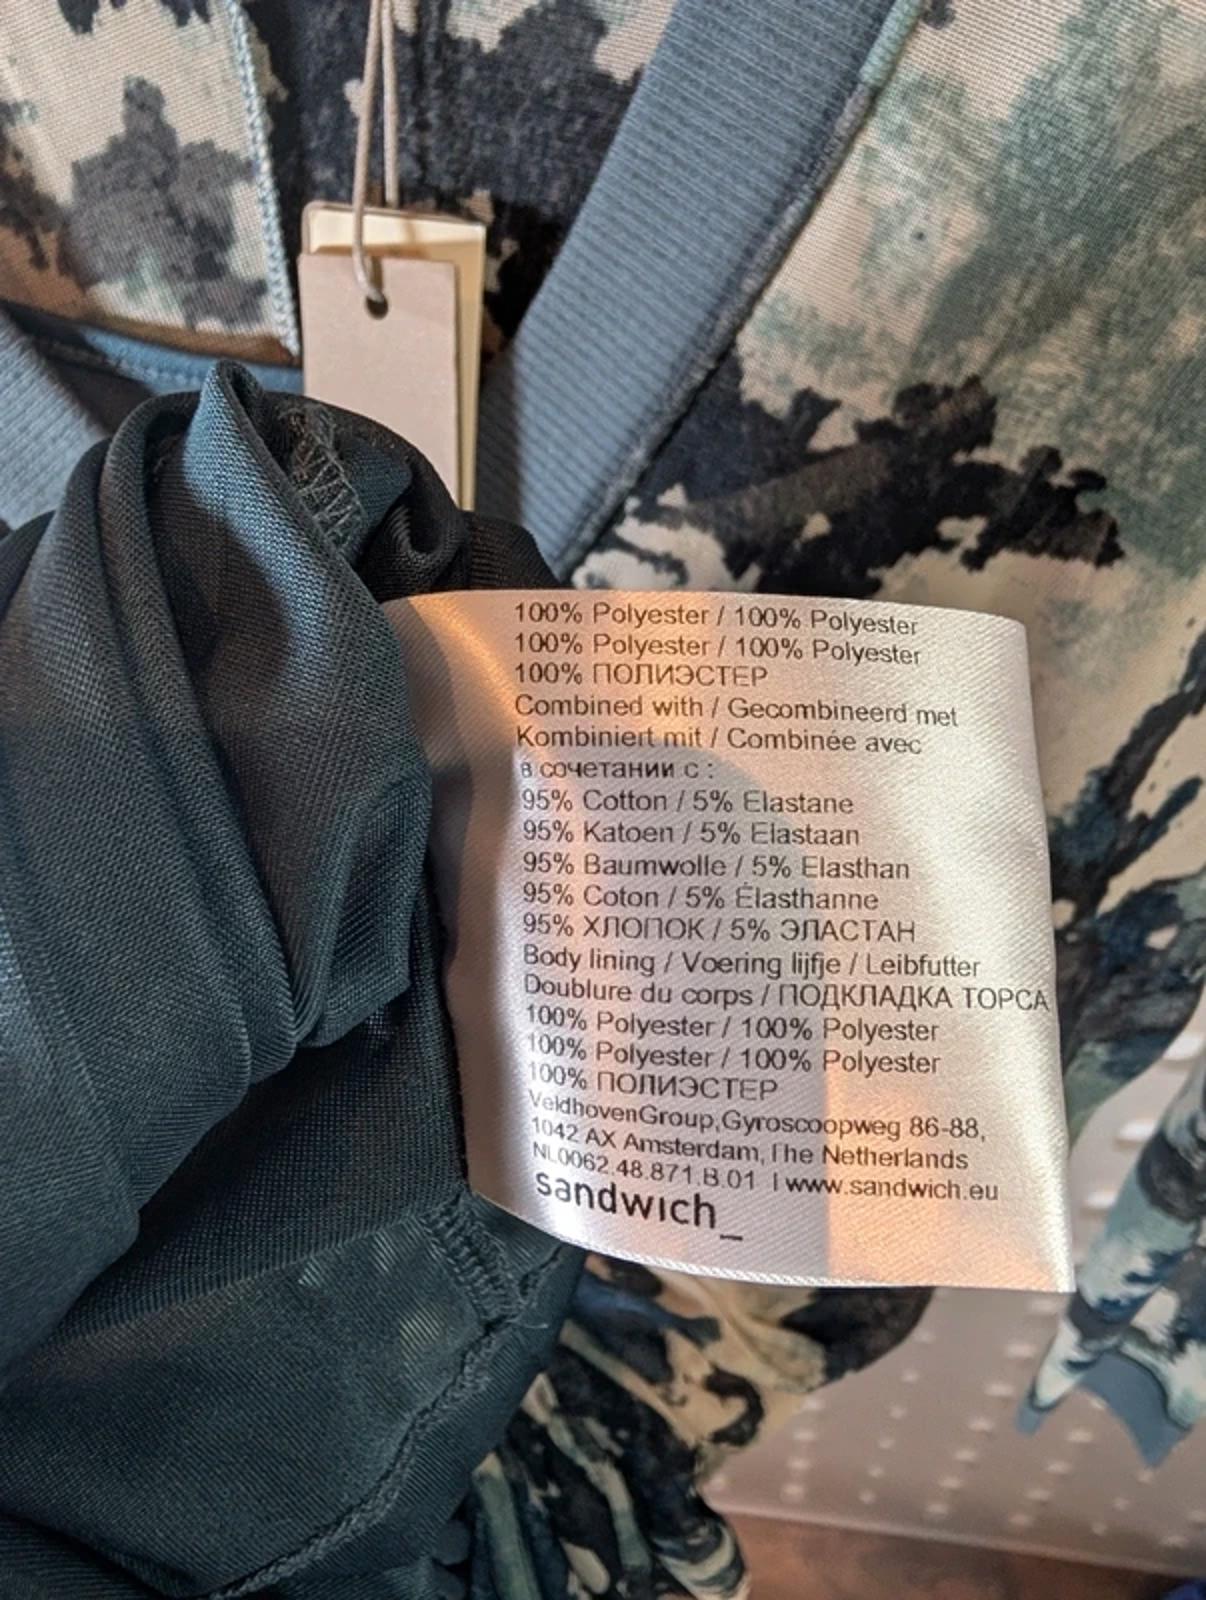 100% Polyester / 100% Polyester
100% Polyester / 100% Polyester
100% ПОЛИЭСТЕР
Combined with / Gecombineerd met
Kombiniert mit / Combinée avec
в сочетании с :
95% Cotton / 5% Elastane
95% Katoen / 5% Elastaan
95% Baumwolle / 5% Elasthan
95% Coton / 5% Élasthanne
95% ХЛОПОК / 5% ЭЛАСТАН
Body lining / Voering lijfje / Leibfutter
Doublure du corps / ПОДКЛАДКА ТОРСА
100% Polyester / 100% Polyester
100% Polyester / 100% Polyester
100% ПОЛИЭСТЕР
VeldhovenGroup,Gyroscoopweg 86-88,
1042 AX Amsterdam,The Netherlands
NL0062.48.871.B.01 | www.sandwich.eu
sandwich_